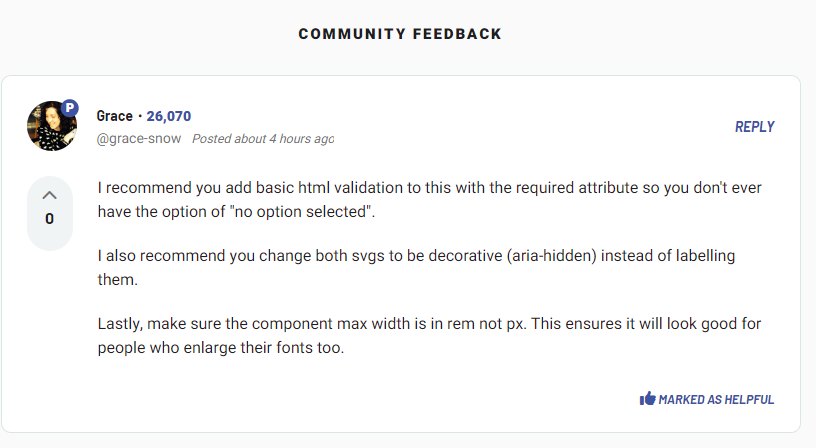 COMMUNITY FEEDBACK
P
Grace · 26,070
@grace-snow Posted about 4 hours ago
REPLY
0
I recommend you add basic html validation to this with the required attribute so you don't ever
have the option of "no option selected".
I also recommend you change both svgs to be decorative (aria-hidden) instead of labelling
them.
Lastly, make sure the component max width is in rem not px. This ensures it will look good for
people who enlarge their fonts too.
MARKED AS HELPFUL